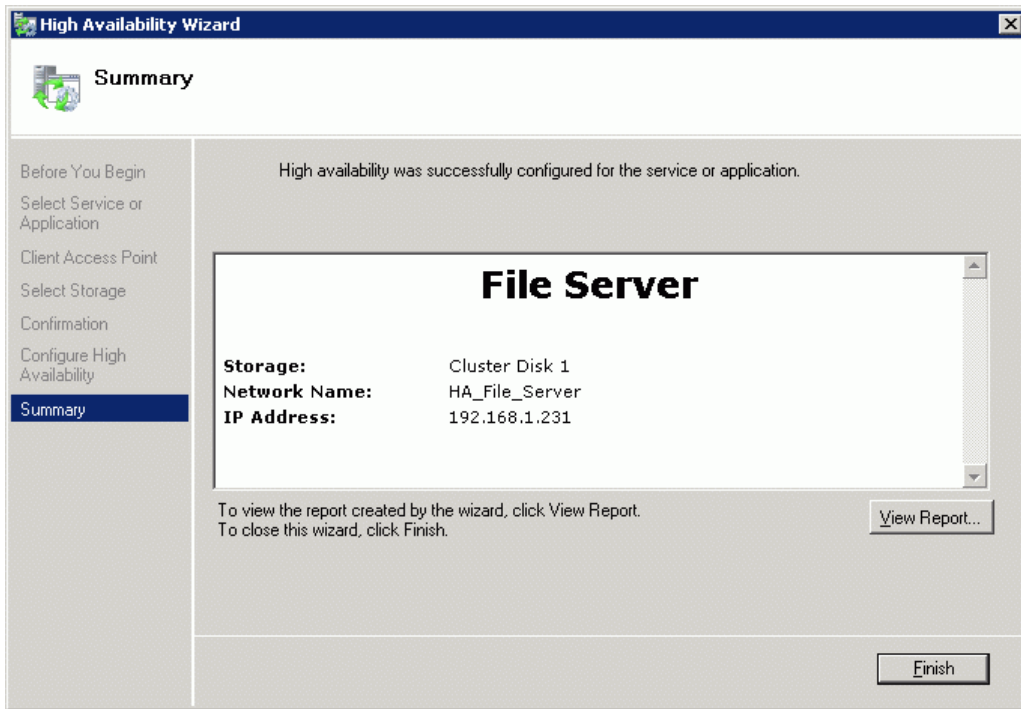 High Availability Wizard
Summary
Before You Begin
Select Service or
Application
Client Access Point
Select Storage
Confirmation
Configure High
Availability
Summary
High availability was successfully configured for the service or application.
File Server
Storage: Cluster Disk 1
Network Name: HA_File_Server
IP Address: 192.168.1.231
To view the report created by the wizard, click View Report.
To close this wizard, click Finish.
View Report...
Finish